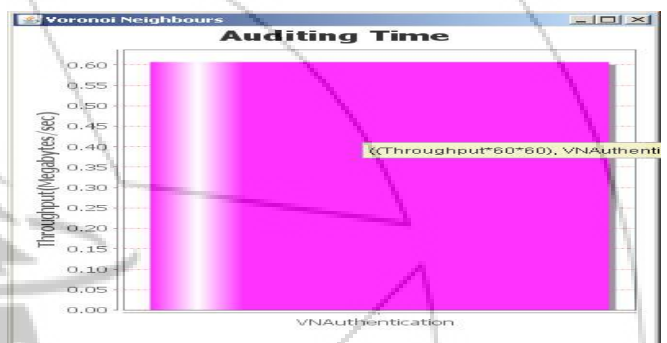 Voronoi Neighbours
Auditing Time
Throughput(Megabytes/sec)
0.60
0.55
0.50
0.45
0.40
0.35
0.30
0.25
0.20
0.15
0.10
0.05
0.00
((Throughput*60*60), VNAuthenti
VNAuthentication